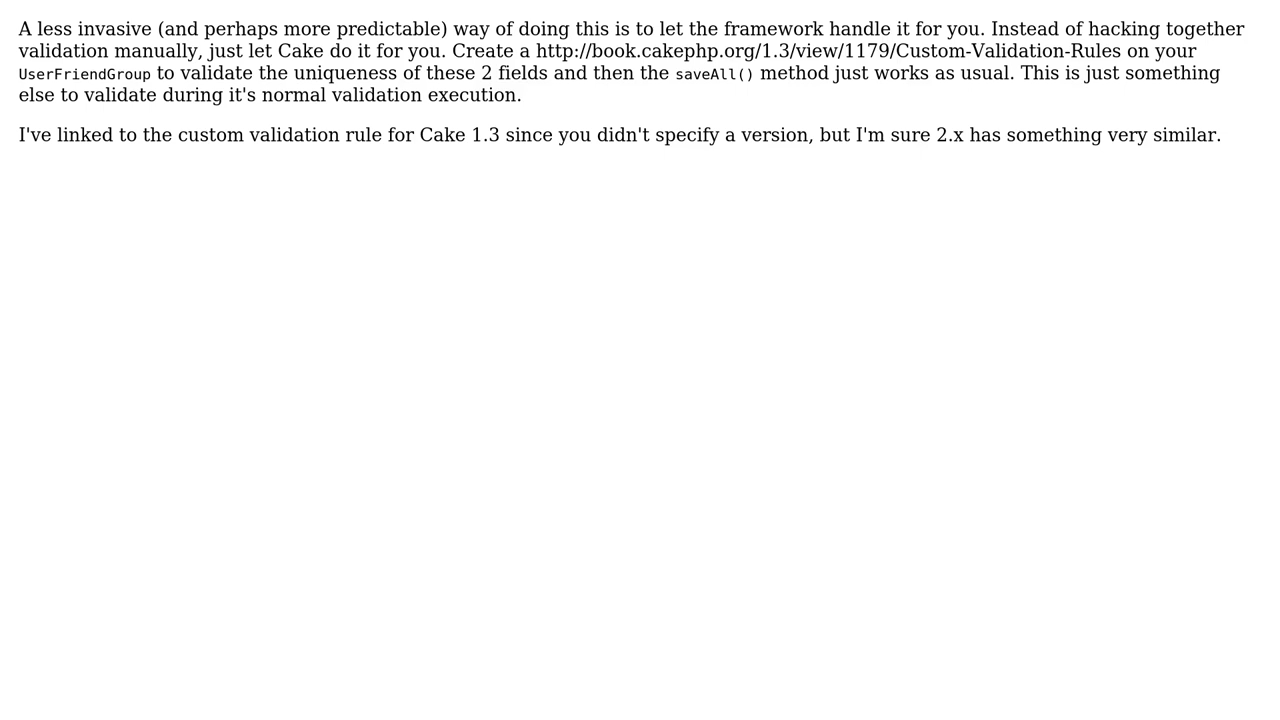 A less invasive (and perhaps more predictable) way of doing this is to let the framework handle it for you. Instead of hacking together
validation manually, just let Cake do it for you. Create a http://book.cakephp.org/1.3/view/1179/Custom-Validation-Rules on your
UserFriendGroup to validate the uniqueness of these 2 fields and then the saveAll() method just works as usual. This is just something
else to validate during it's normal validation execution.
I've linked to the custom validation rule for Cake 1.3 since you didn't specify a version, but I'm sure 2.x has something very similar.